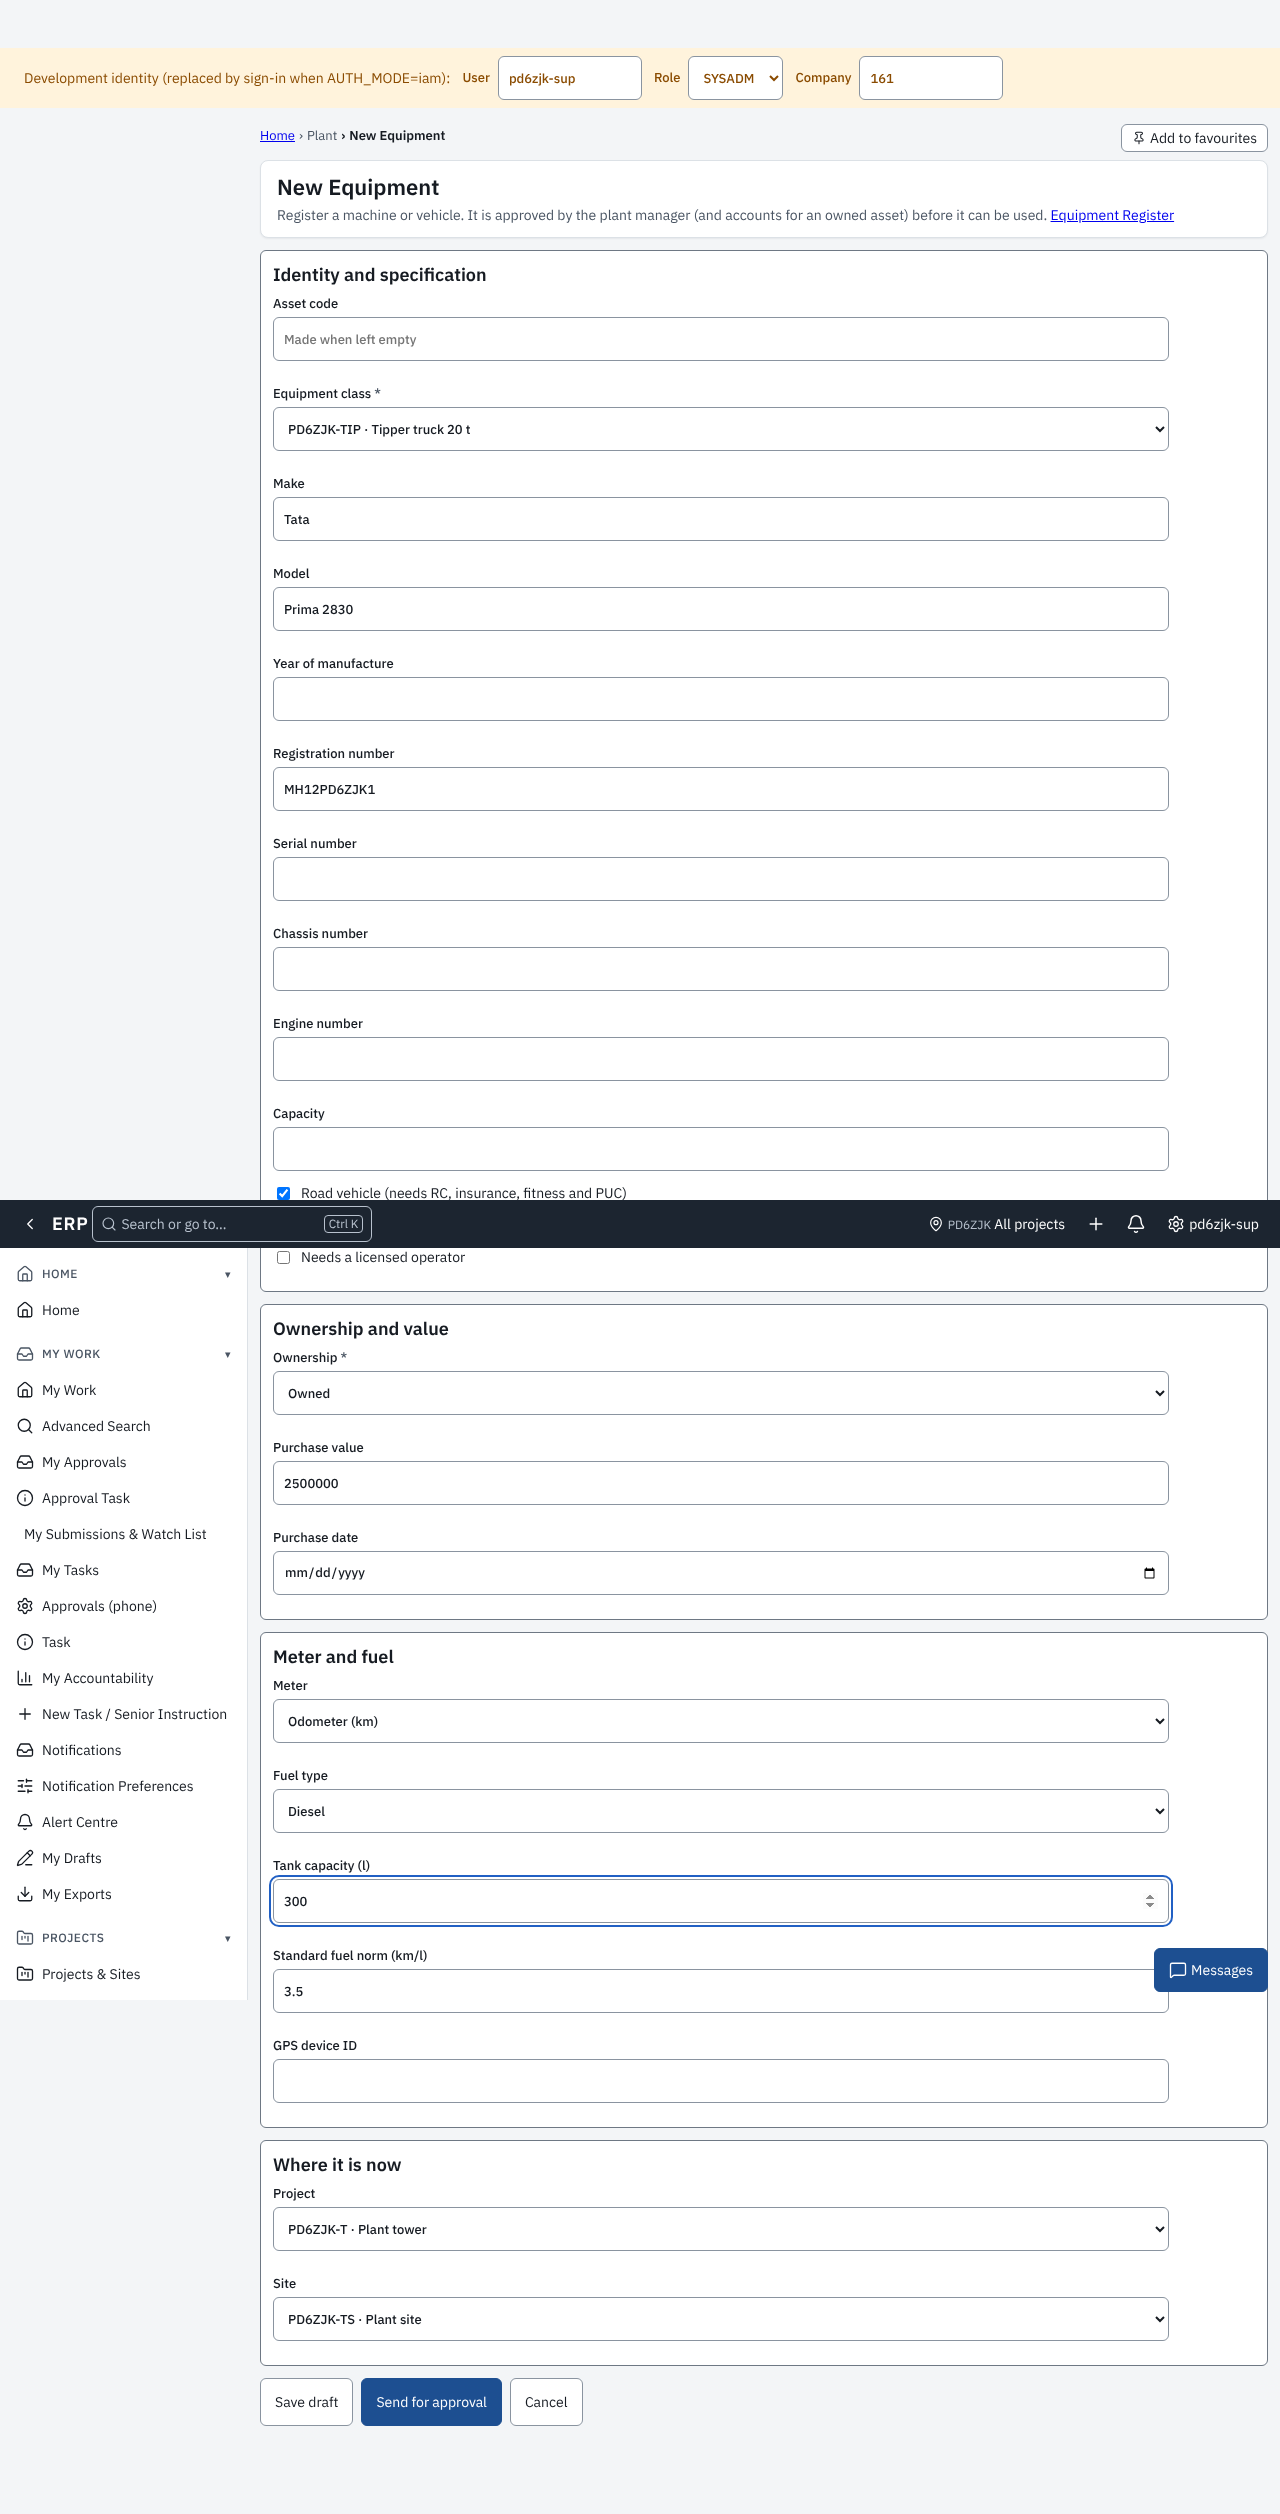 Development identity (replaced by sign-in when AUTH_MODE=iam): User pd6zjk-sup Role SYSADM Company 161
Home › Plant › New Equipment
Add to favourites
New Equipment
Register a machine or vehicle. It is approved by the plant manager (and accounts for an owned asset) before it can be used. Equipment Register
Identity and specification
Asset code
Made when left empty
Equipment class *
PD6ZJK-TIP · Tipper truck 20 t
Make
Tata
Model
Prima 2830
Year of manufacture
Registration number
MH12PD6ZJK1
Serial number
Chassis number
Engine number
Capacity
Road vehicle (needs RC, insurance, fitness and PUC)
ERP
Search or go to... Ctrl K
PD6ZJK All projects
pd6zjk-sup
Needs a licensed operator
HOME
Home
MY WORK
My Work
Advanced Search
My Approvals
Approval Task
My Submissions & Watch List
My Tasks
Approvals (phone)
Task
My Accountability
New Task / Senior Instruction
Notifications
Notification Preferences
Alert Centre
My Drafts
My Exports
PROJECTS
Projects & Sites
Ownership and value
Ownership *
Owned
Purchase value
2500000
Purchase date
mm/dd/yyyy
Meter and fuel
Meter
Odometer (km)
Fuel type
Diesel
Tank capacity (l)
300
Standard fuel norm (km/l)
3.5
Messages
GPS device ID
Where it is now
Project
PD6ZJK-T · Plant tower
Site
PD6ZJK-TS · Plant site
Save draft
Send for approval
Cancel